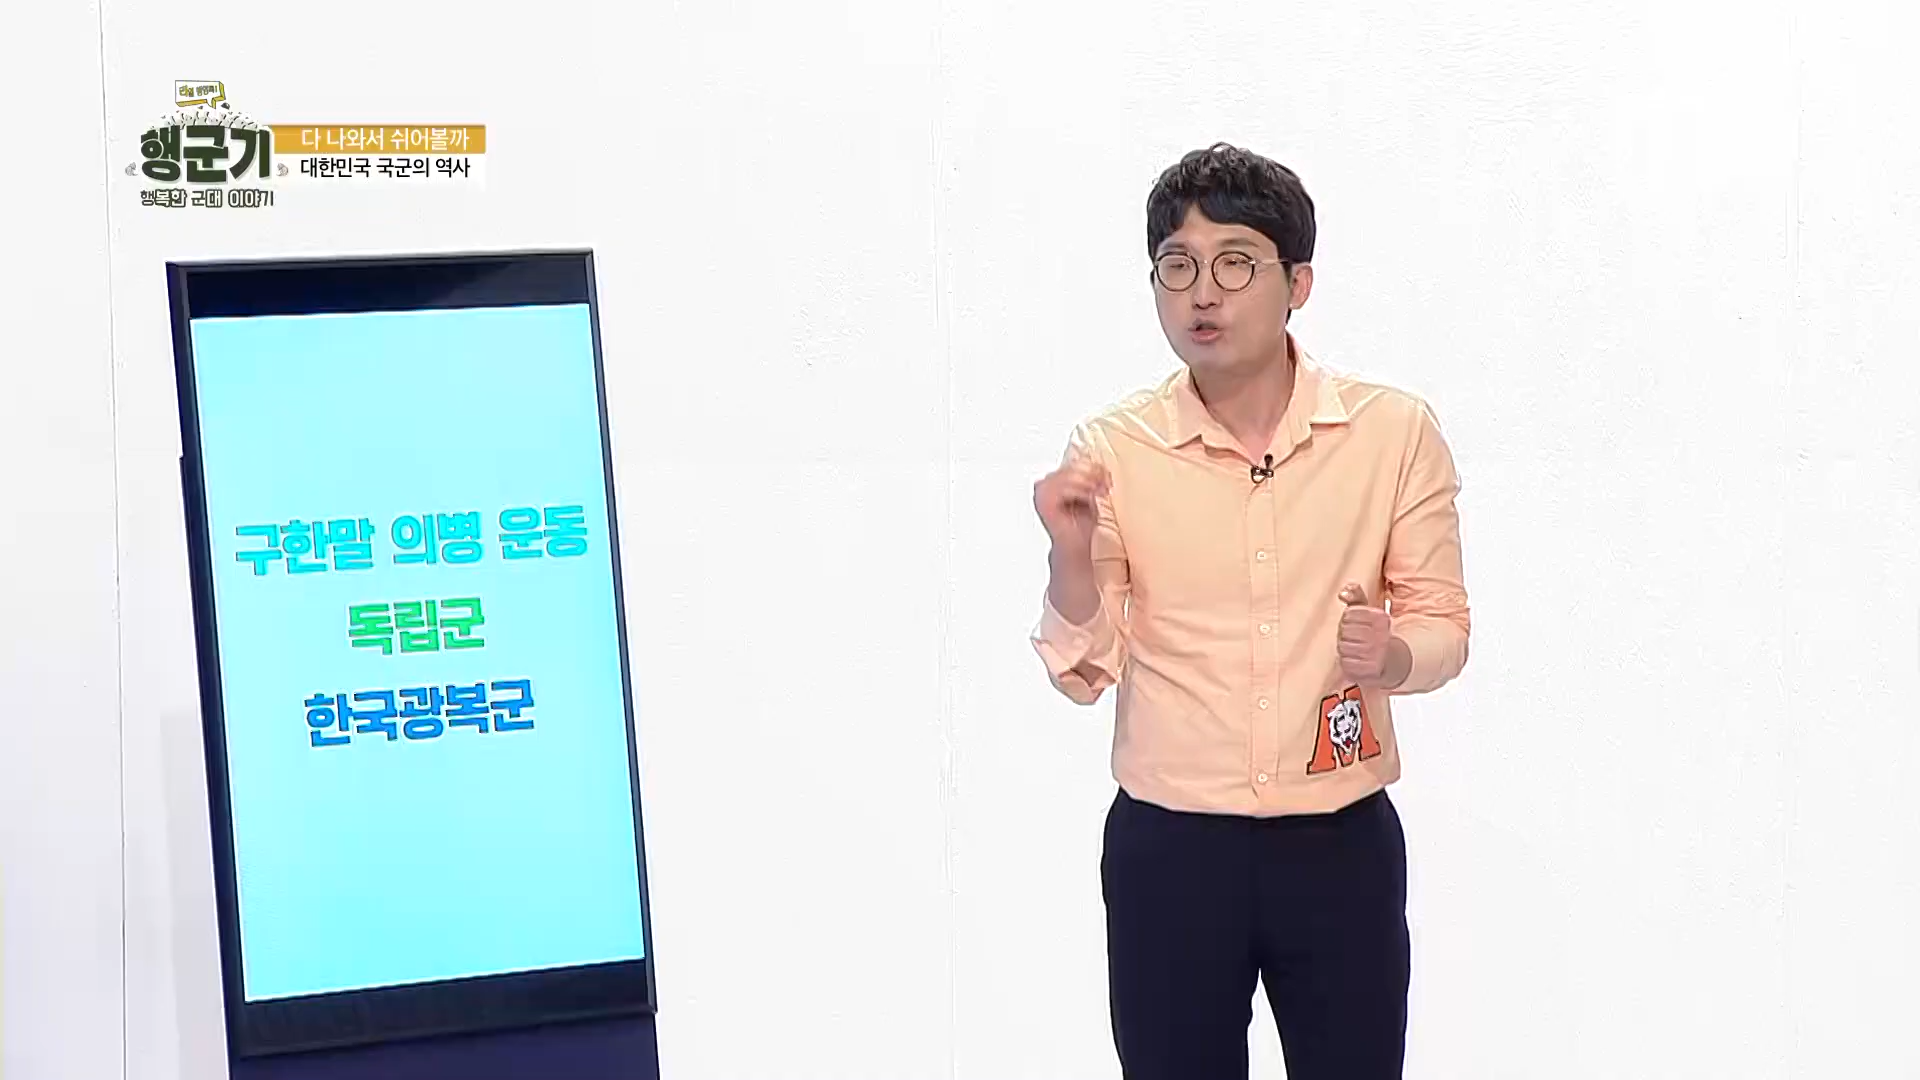 행군기
행복한 군대 이야기
다 나와서 쉬어볼까
대한민국 국군의 역사
구한말 의병 운동
독립군
한국광복군
M